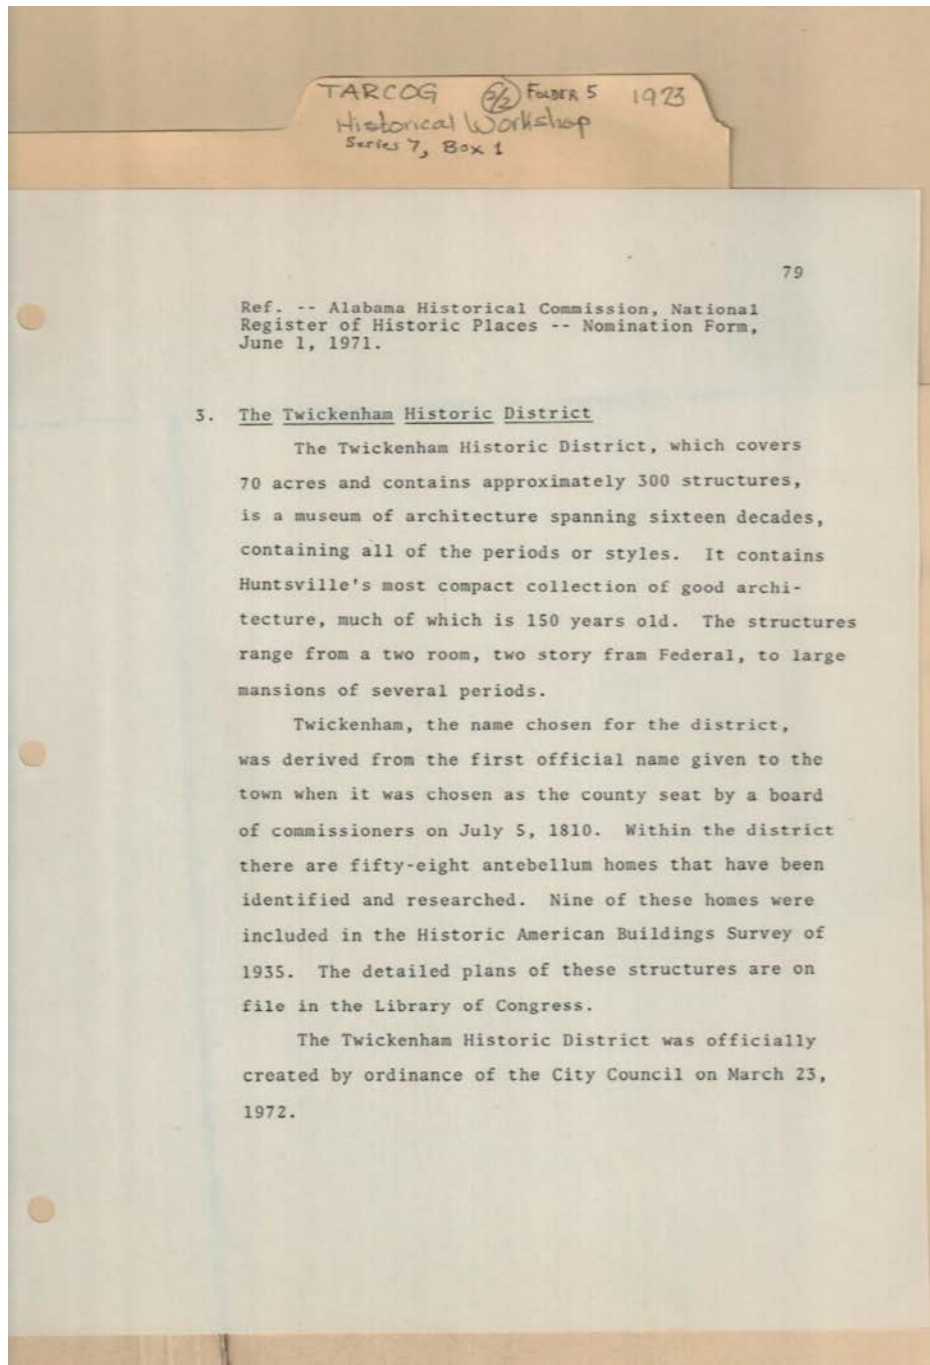 TARCOG 2/2 FOLDER 5 1973
Historical Workshop
Series 7, Box 1
79
Ref. -- Alabama Historical Commission, National
Register of Historic Places -- Nomination Form,
June 1, 1971.
3. The Twickenham Historic District
The Twickenham Historic District, which covers
70 acres and contains approximately 300 structures,
is a museum of architecture spanning sixteen decades,
containing all of the periods or styles. It contains
Huntsville's most compact collection of good archi-
tecture, much of which is 150 years old. The structures
range from a two room, two story fram Federal, to large
mansions of several periods.
Twickenham, the name chosen for the district,
was derived from the first official name given to the
town when it was chosen as the county seat by a board
of commissioners on July 5, 1810. Within the district
there are fifty-eight antebellum homes that have been
identified and researched. Nine of these homes were
included in the Historic American Buildings Survey of
1935. The detailed plans of these structures are on
file in the Library of Congress.
The Twickenham Historic District was officially
created by ordinance of the City Council on March 23,
1972.